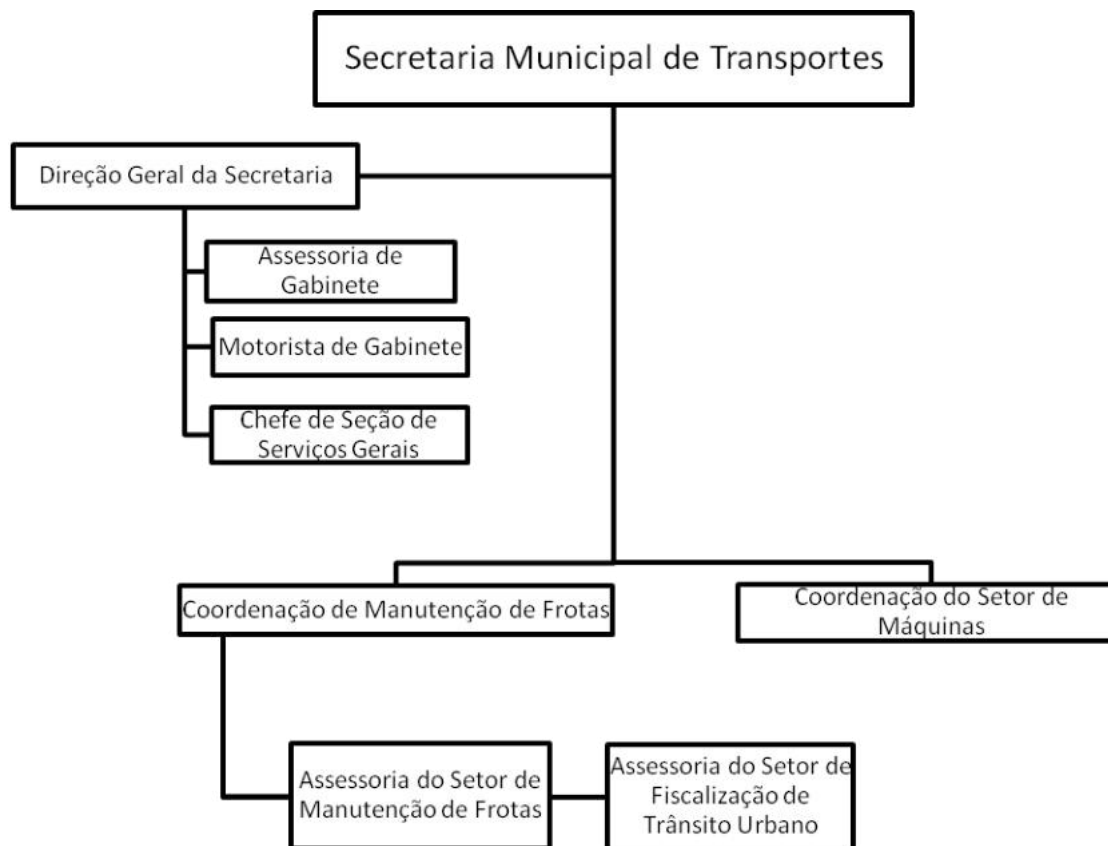 Secretaria Municipal de Transportes
Direção Geral da Secretaria
Assessoria de
Gabinete
Motorista de Gabinete
Chefe de Seção de
Serviços Gerais
Coordenação de Manutenção de Frotas
Coordenação do Setor de
Máquinas
Assessoria do Setor de
Manutenção de Frotas
Assessoria do Setor de
Fiscalização de
Trânsito Urbano